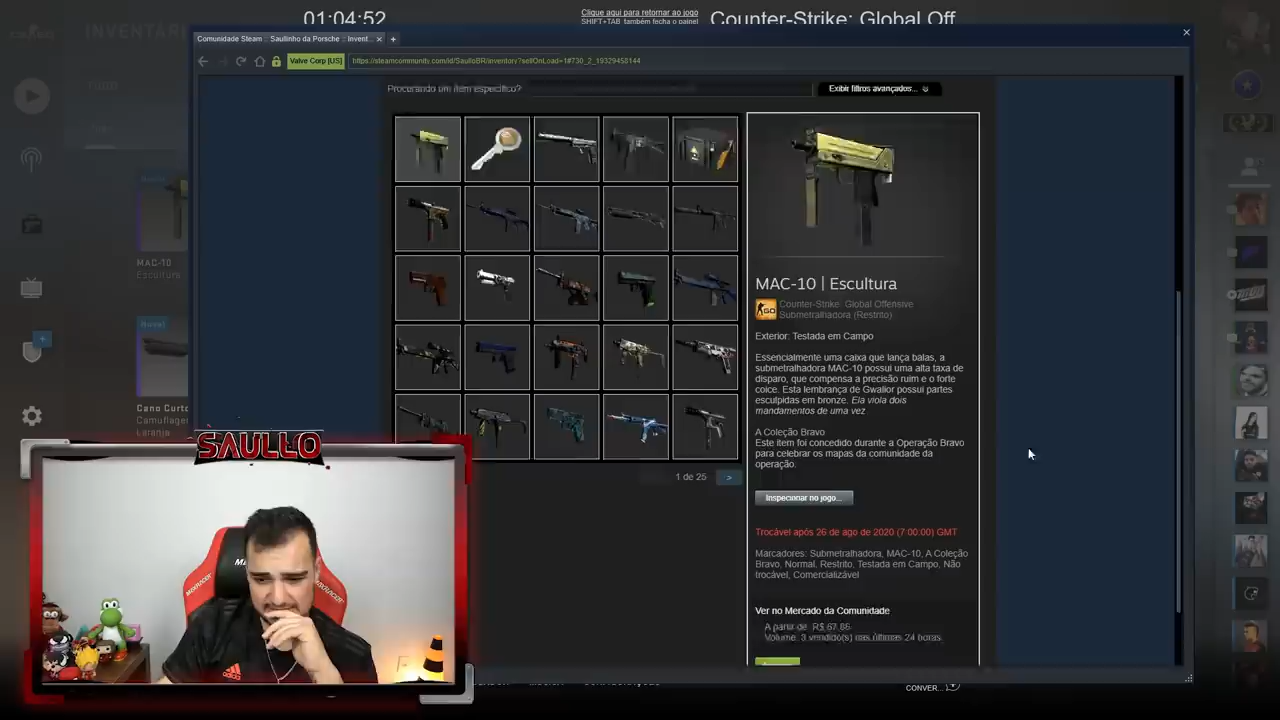 01:04:52
Clique aqui para retornar ao jogo
SHIFT+TAB também fecha o painel
Counter-Strike: Global Off
INVENTÁRI
Comunidade Steam :: Saullinho da Porsche :: Invent...
Valve Corp [US]
https://steamcommunity.com/id/SaulloBR/inventory?sellOnLoad=1#730_2_19329458144
Procurando um item específico?
Exibir filtros avançados...
MAC-10 | Escultura
Counter-Strike: Global Offensive
Submetralhadora (Restrito)
Exterior: Testada em Campo
Essencialmente uma caixa que lança balas, a
submetralhadora MAC-10 possui uma alta taxa de
disparo, que compensa a precisão ruim e o forte
coice. Esta lembrança de Gwalior possui partes
esculpidas em bronze. Ela viola dois
mandamentos de uma vez
A Coleção Bravo
Este item foi concedido durante a Operação Bravo
para celebrar os mapas da comunidade da
operação.
Inspecionar no jogo...
Trocável após 26 de ago de 2020 (7:00:00) GMT
Marcadores: Submetralhadora, MAC-10, A Coleção
Bravo, Normal, Restrito, Testada em Campo, Não
trocável, Comercializável
Ver no Mercado da Comunidade
A partir de: R$ 67,86
Volume: 3 vendido(s) nas últimas 24 horas
1 de 25
>
Novo!
MAC-10
Escultura
Novo!
Cano Curto
Camuflage
Laranja
SAULLO
MAXRACER
CONVER...